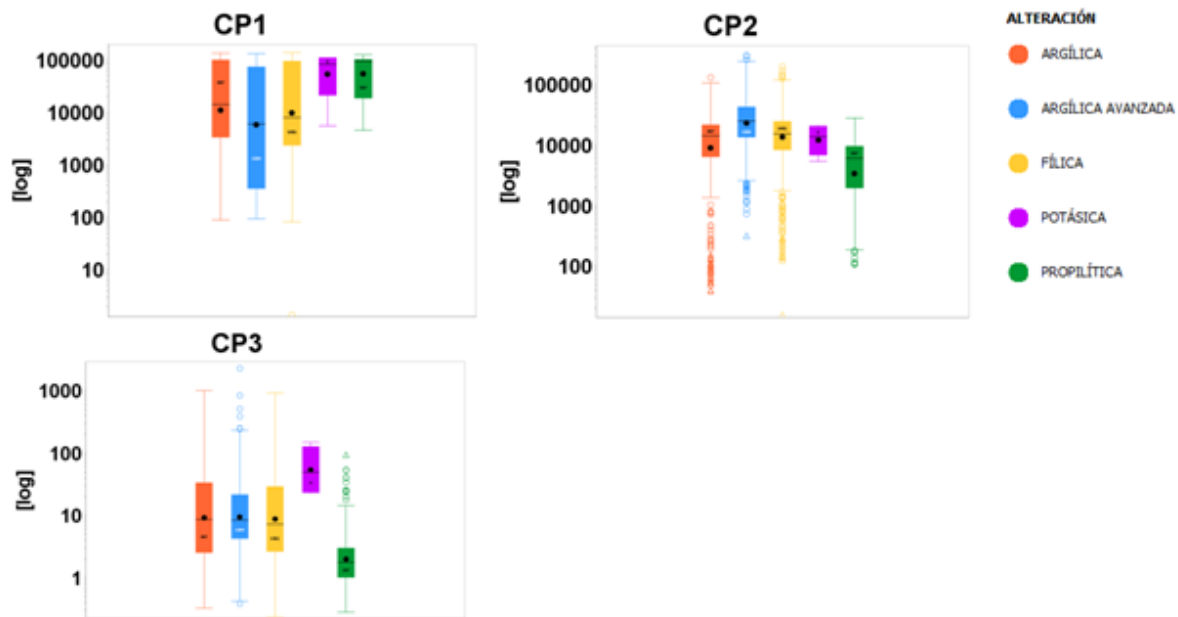 CP1
100000
10000
1000
100
10
[log]
CP2
100000
10000
1000
100
[log]
ALTERACIÓN
ARGÍLICA
ARGÍLICA AVANZADA
FÍLICA
POTÁSICA
PROPILÍTICA
CP3
1000
100
10
1
[log]